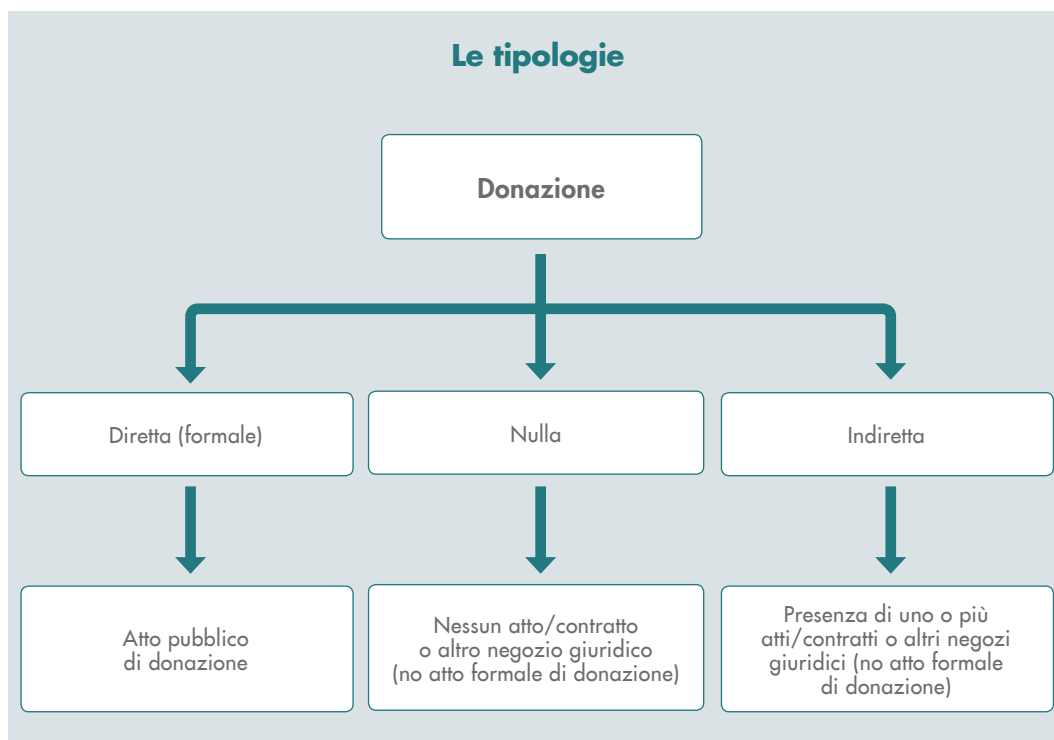 Le tipologie
Donazione
Diretta (formale)
Nulla
Indiretta
Atto pubblico
di donazione
Nessun atto/contratto
o altro negozio giuridico
(no atto formale di donazione)
Presenza di uno o più
atti/contratti o altri negozi
giuridici (no atto formale
di donazione)